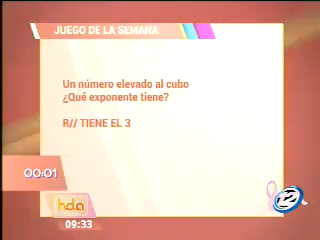 JUEGO DE LA SEMANA
Un número elevado al cubo
¿Qué exponente tiene?
R// TIENE EL 3
00:01
hda
09:33
12